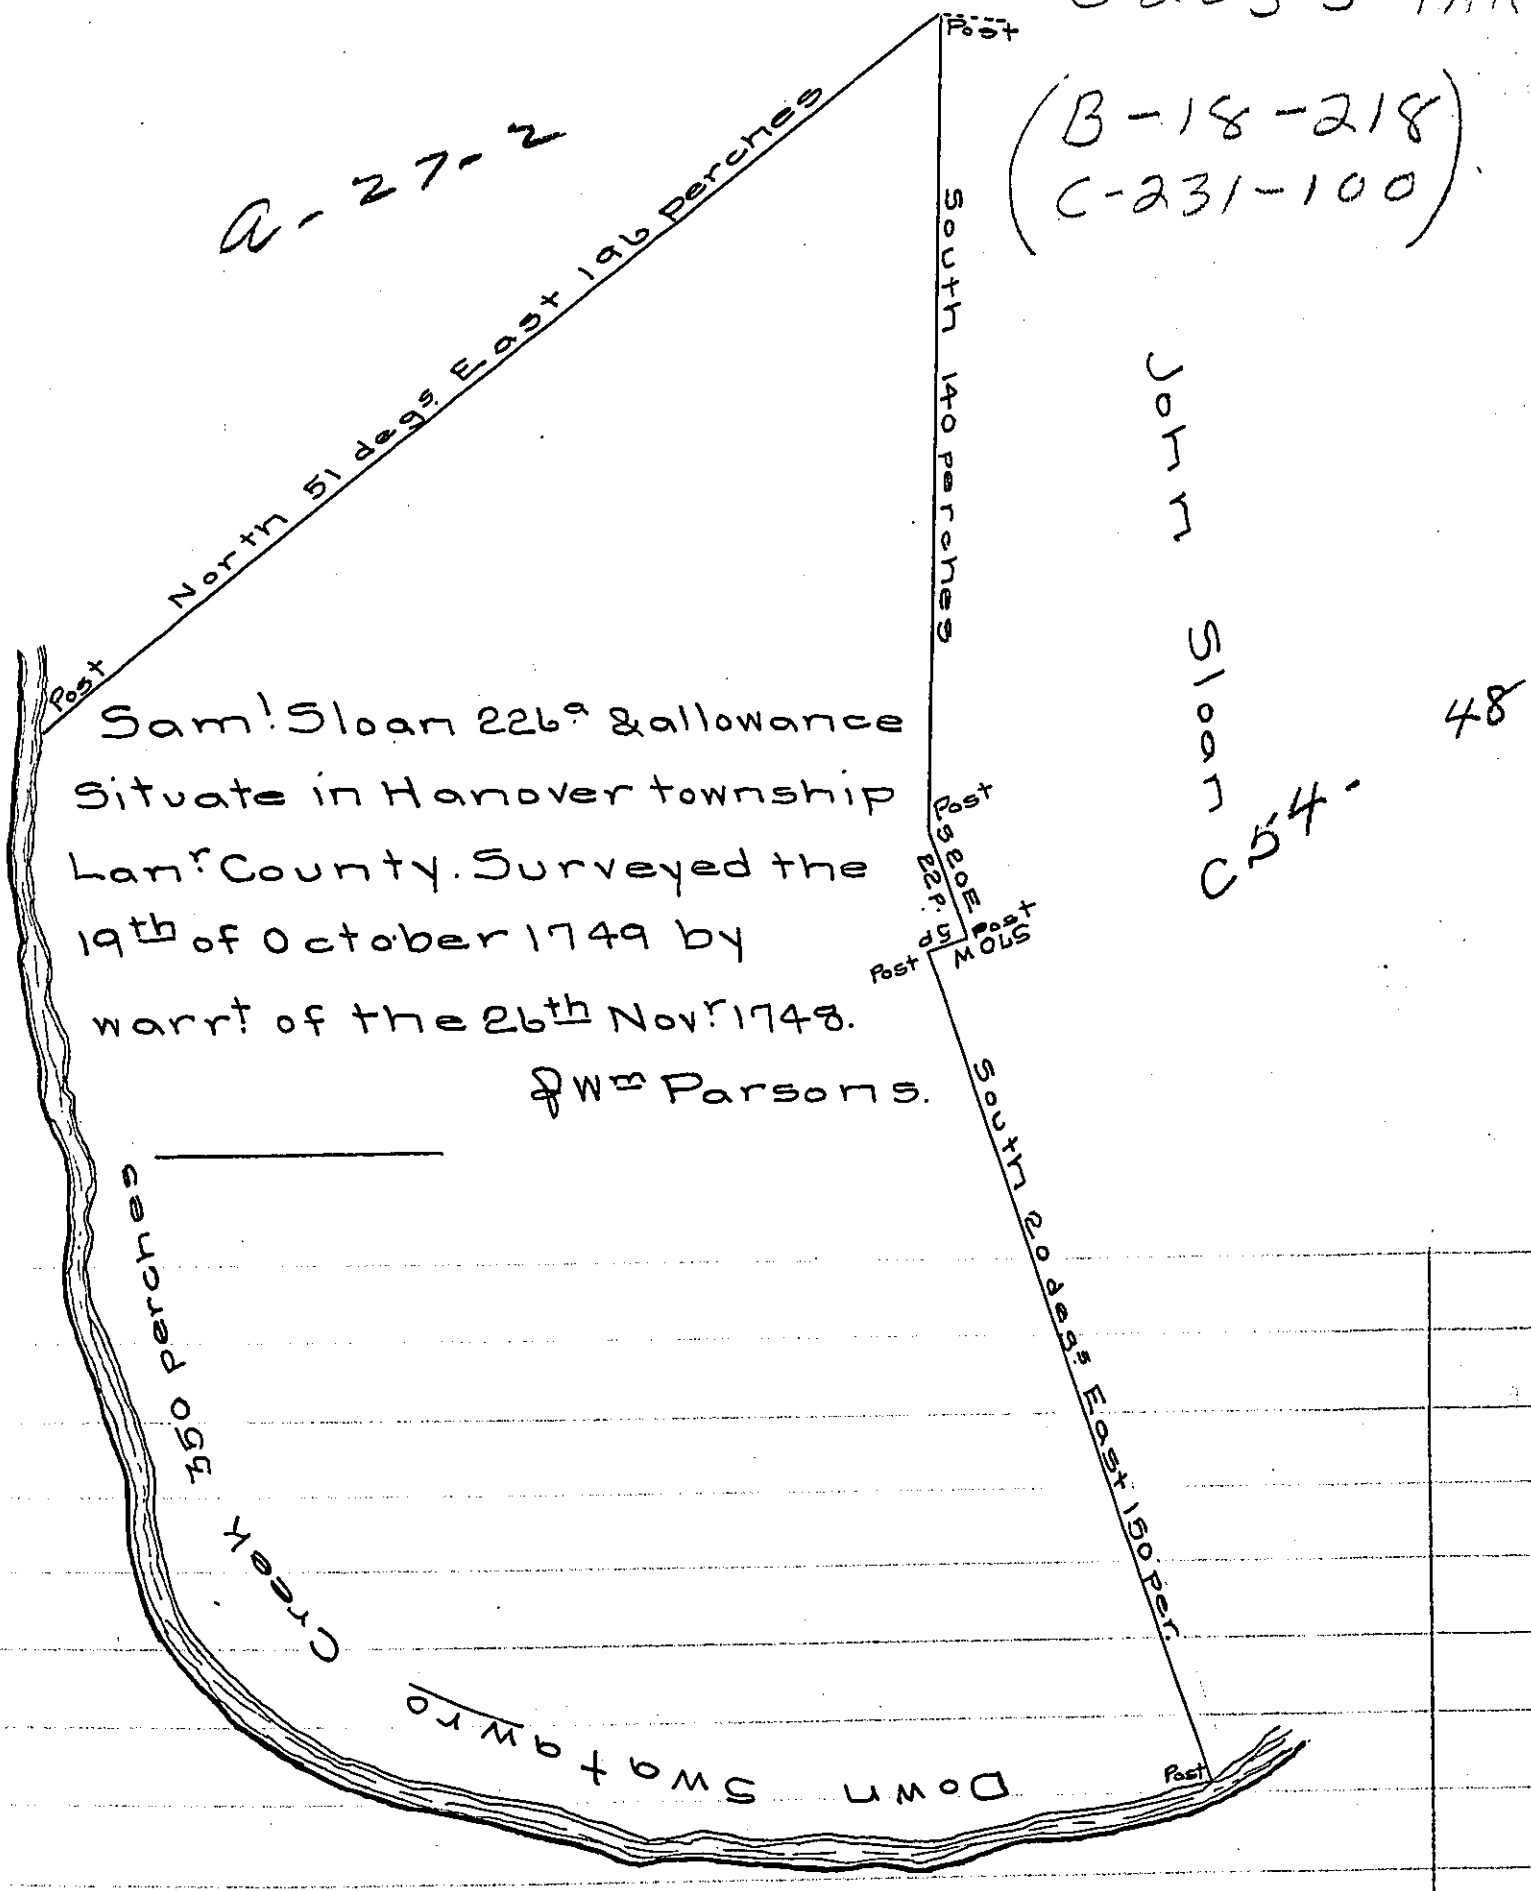 Post
(B-18-218)
C-231-100)
a-27-2
North 51 degs. East 196 perches
South 140 perches
John Sloan
C 54.
48
Post
Sam! Sloan 226a & allowance
Situate in Hanover township
Lanr. County. Surveyed the
19th of October 1749 by
warrt. of the 26th Novr. 1748.
⅌ Wm Parsons.
Post
S20E
22P.
Post
S70W
5P
Post
South 20 degs. East 150 per.
Post
Down Swatawro Creek 350 perches